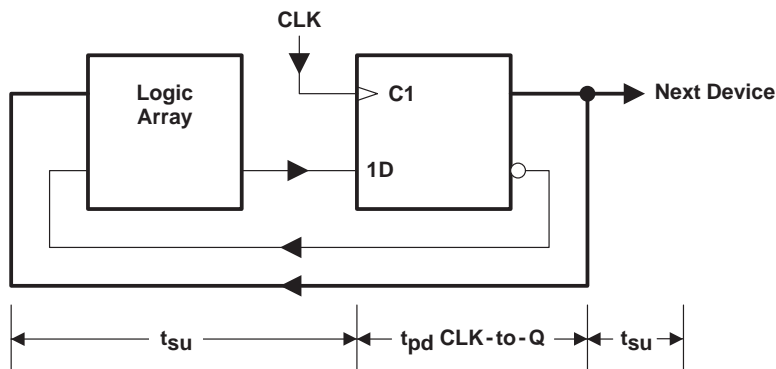 CLK
Logic
Array
C1
1D
Next Device
tsu
tpd CLK-to-Q
tsu